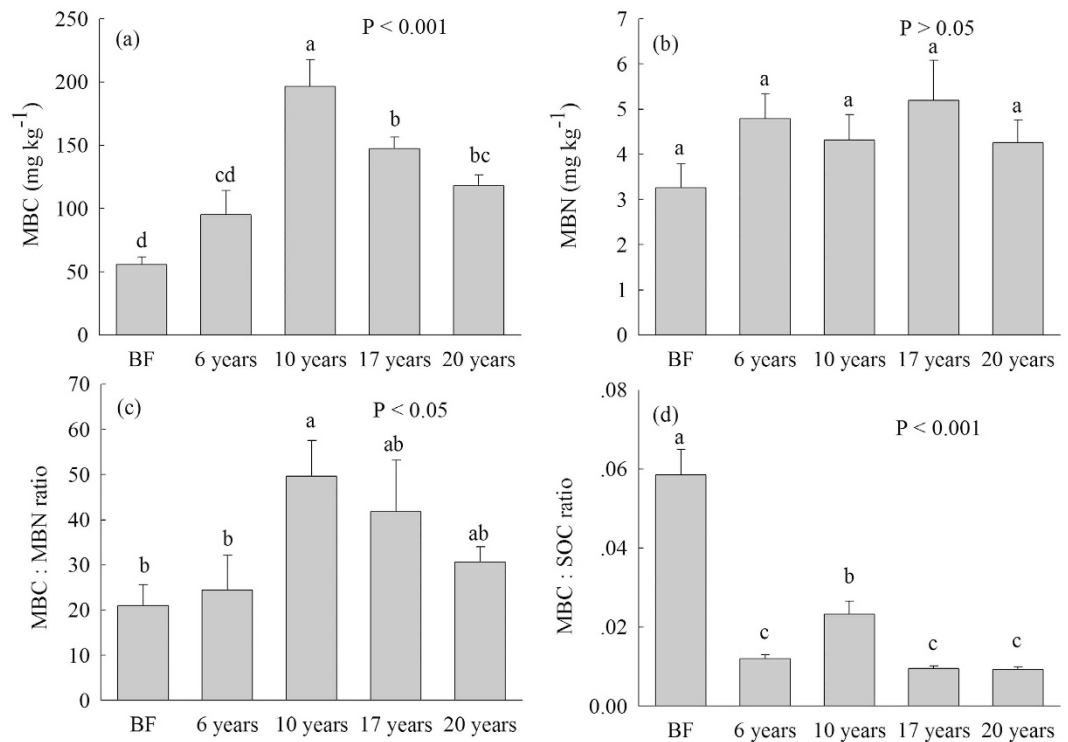 (a)
P < 0.001
MBC (mg kg⁻¹)
250
200
150
100
50
0
d
cd
a
b
bc
BF 6 years 10 years 17 years 20 years
(b)
P > 0.05
MBN (mg kg⁻¹)
7
6
5
4
3
2
1
0
a
a
a
a
a
BF 6 years 10 years 17 years 20 years
(c)
P < 0.05
MBC : MBN ratio
70
60
50
40
30
20
10
0
b
b
a
ab
ab
BF 6 years 10 years 17 years 20 years
(d)
P < 0.001
MBC : SOC ratio
.08
.06
.04
.02
0.00
a
c
b
c
c
BF 6 years 10 years 17 years 20 years